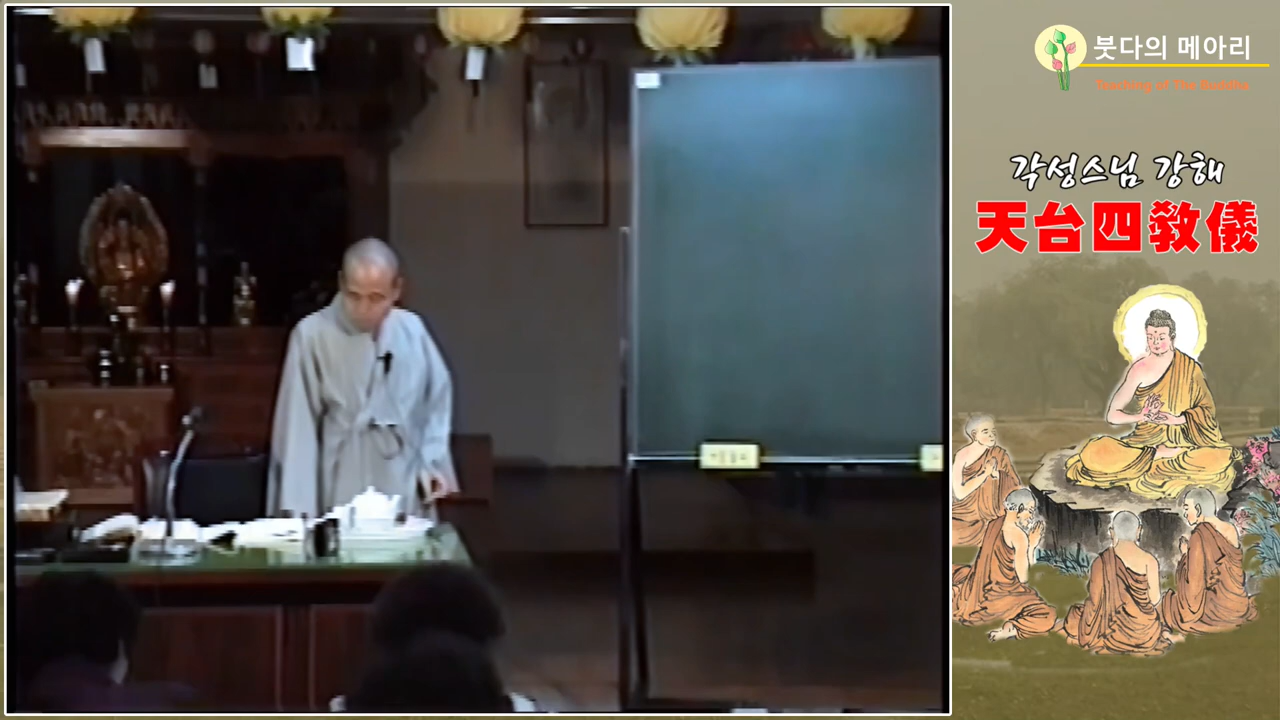 붓다의 메아리
Teaching of The Buddha
각성스님 강해
天台四敎儀